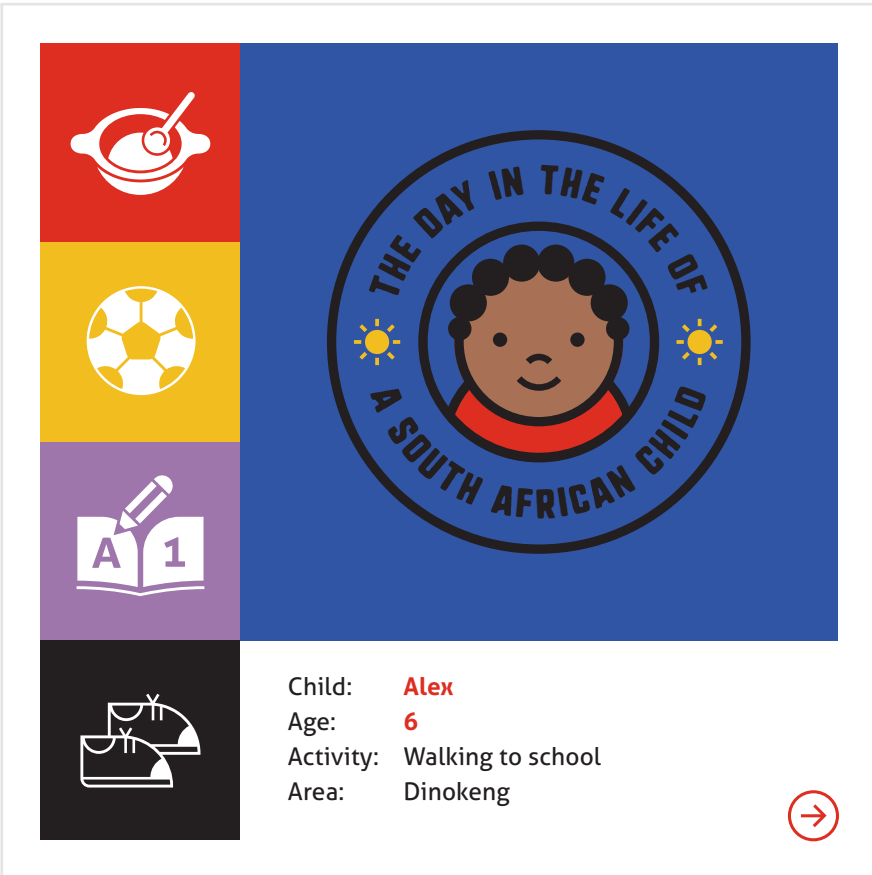 THE DAY IN THE LIFE OF
A SOUTH AFRICAN CHILD
A 1
Child: Alex
Age: 6
Activity: Walking to school
Area: Dinokeng